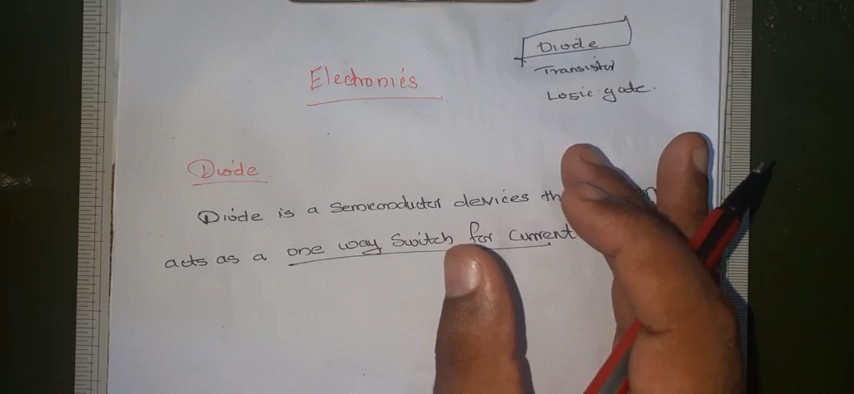 Diode
Transistor
Logic gate.
Electronics
Diode
Diode is a Semiconductor devices th
acts as a one way Switch for current